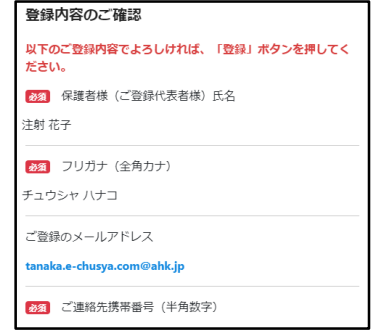 登録内容のご確認
以下のご登録内容でよろしければ、「登録」ボタンを押してく
ださい。
必須 保護者様（ご登録代表者様）氏名
注射 花子
必須 フリガナ（全角カナ）
チュウシャ ハナコ
ご登録のメールアドレス
tanaka.e-chusya.com@ahk.jp
必須 ご連絡先携帯番号（半角数字）